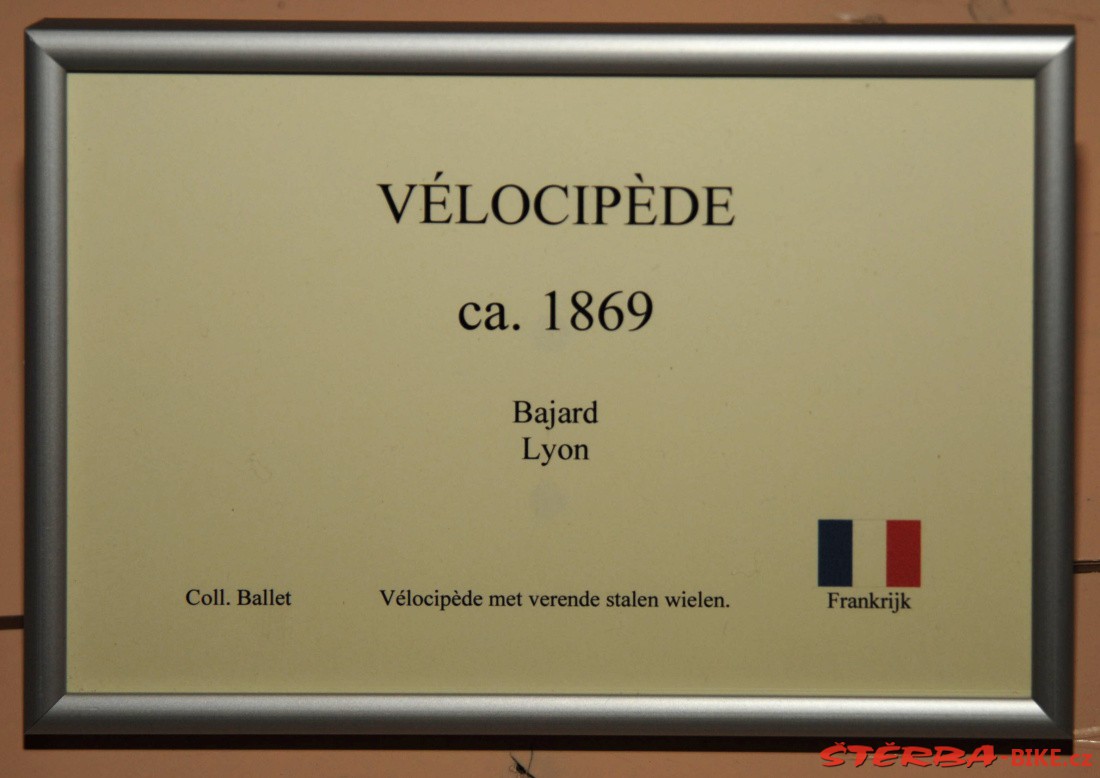 VÉLOCIPÈDE
ca. 1869
Bajard
Lyon
Coll. Ballet
Vélocipède met verende stalen wielen.
Frankrijk
ŠTĚRBA-BIKE.cz